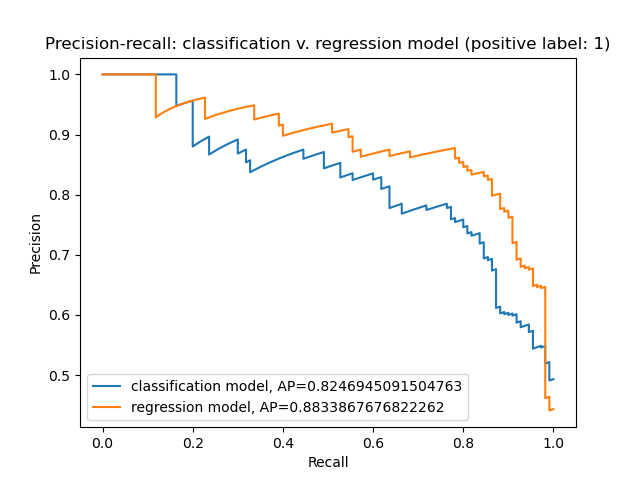 Precision-recall: classification v. regression model (positive label: 1)
1.0
0.9
0.8
0.7
0.6
0.5
Precision
classification model, AP=0.8246945091504763
regression model, AP=0.8833867676822262
0.0 0.2 0.4 0.6 0.8 1.0
Recall